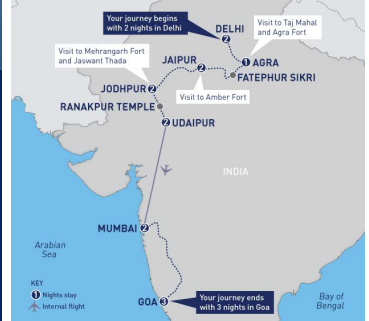 Your journey begins
with 2 nights in Delhi
Visit to Taj Mahal
and Agra Fort
DELHI
2
Visit to Mehrangarh Fort
and Jaswant Thada
JAIPUR
2
1
AGRA
FATEPHUR SIKRI
JODHPUR
2
Visit to Amber Fort
RANAKPUR TEMPLE
2
UDAIPUR
INDIA
MUMBAI
2
Arabian
Sea
KEY
1
Nights stay
Internal flight
GOA
3
Your journey ends
with 3 nights in Goa
Bay of
Bengal